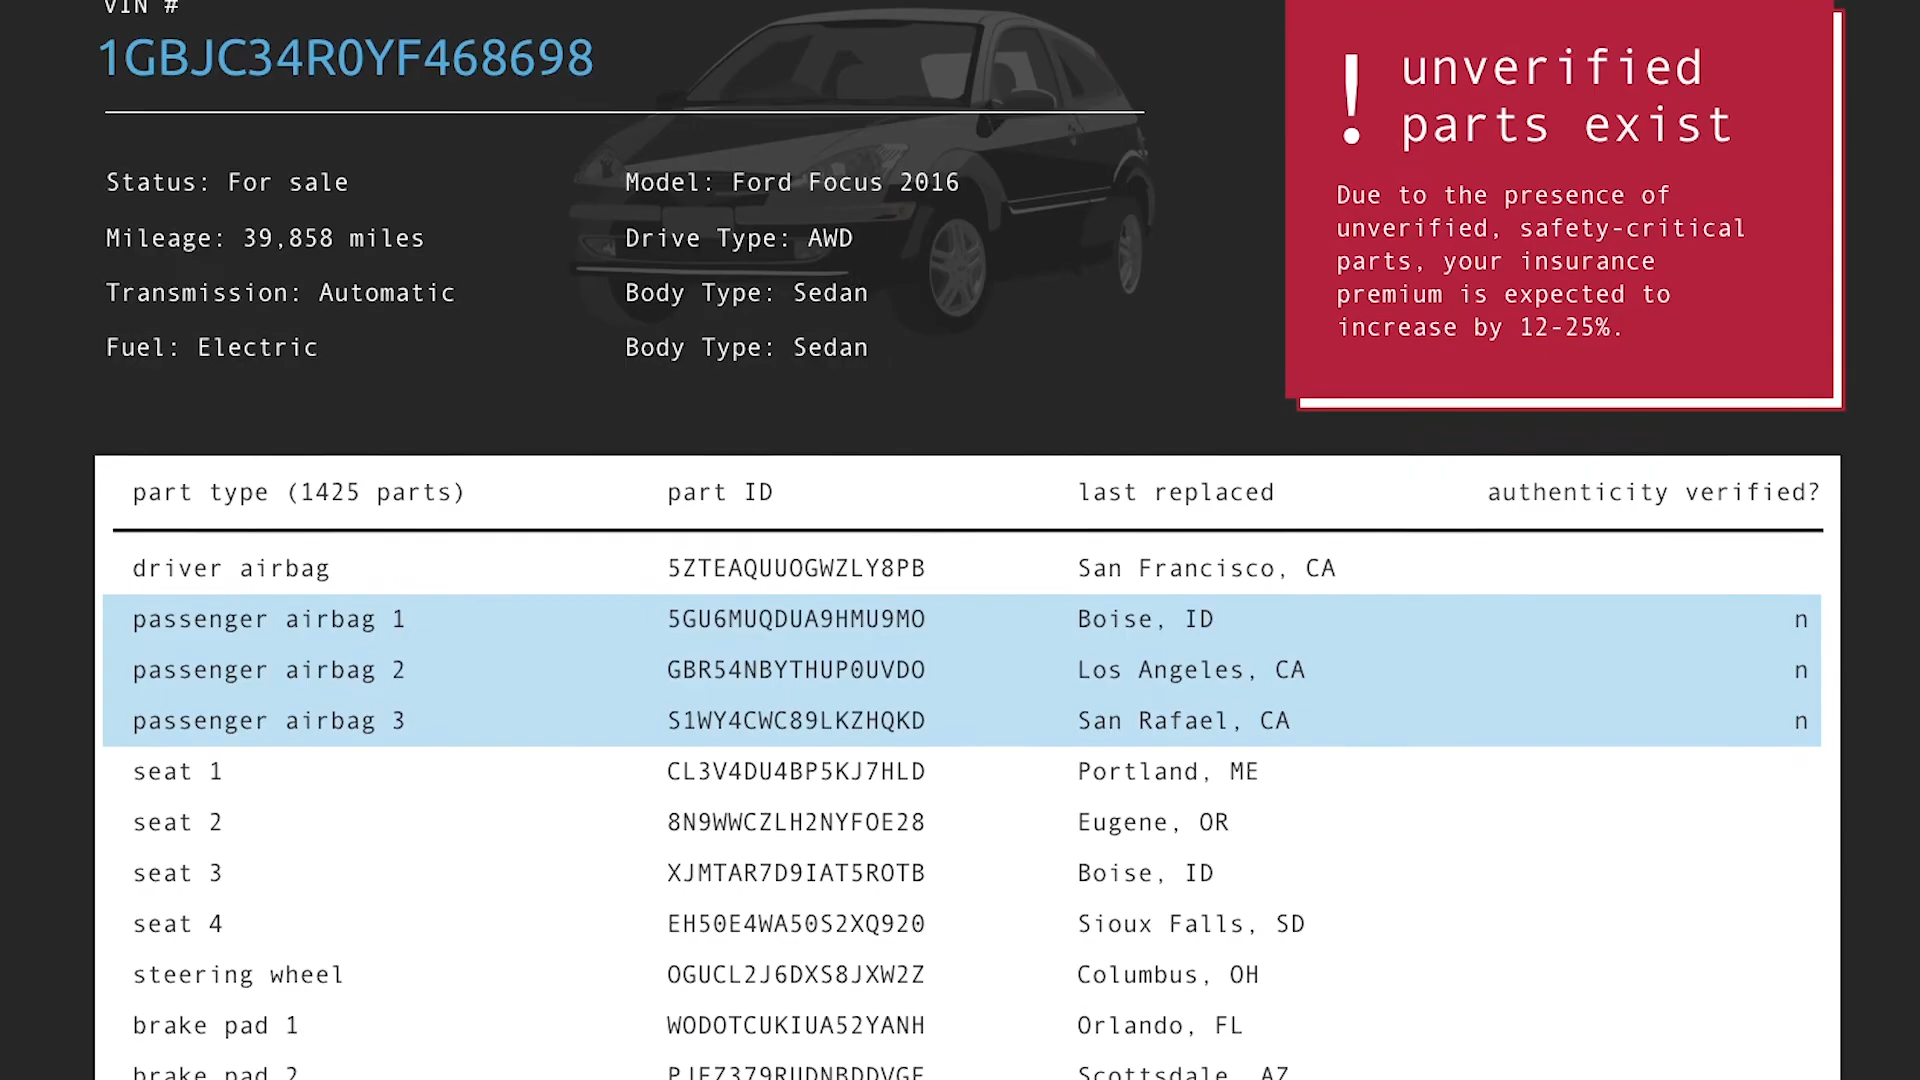 VIN #
1GBJC34R0YF468698
Status: For sale
Mileage: 39,858 miles
Transmission: Automatic
Fuel: Electric
Model: Ford Focus 2016
Drive Type: AWD
Body Type: Sedan
Body Type: Sedan
! unverified
parts exist
Due to the presence of
unverified, safety-critical
parts, your insurance
premium is expected to
increase by 12-25%.
part type (1425 parts) part ID last replaced authenticity verified?
driver airbag 5ZTEAQUUOGWZLY8PB San Francisco, CA
passenger airbag 1 5GU6MUQDUA9HMU9MO Boise, ID n
passenger airbag 2 GBR54NBYTHUP0UVDO Los Angeles, CA n
passenger airbag 3 S1WY4CWC89LKZHQKD San Rafael, CA n
seat 1 CL3V4DU4BP5KJ7HLD Portland, ME
seat 2 8N9WWCZLH2NYFOE28 Eugene, OR
seat 3 XJMTAR7D9IAT5ROTB Boise, ID
seat 4 EH50E4WA50S2XQ920 Sioux Falls, SD
steering wheel OGUCL2J6DXS8JXW2Z Columbus, OH
brake pad 1 WODOTCUKIUA52YANH Orlando, FL
brake pad 2 Scottsdale, AZ